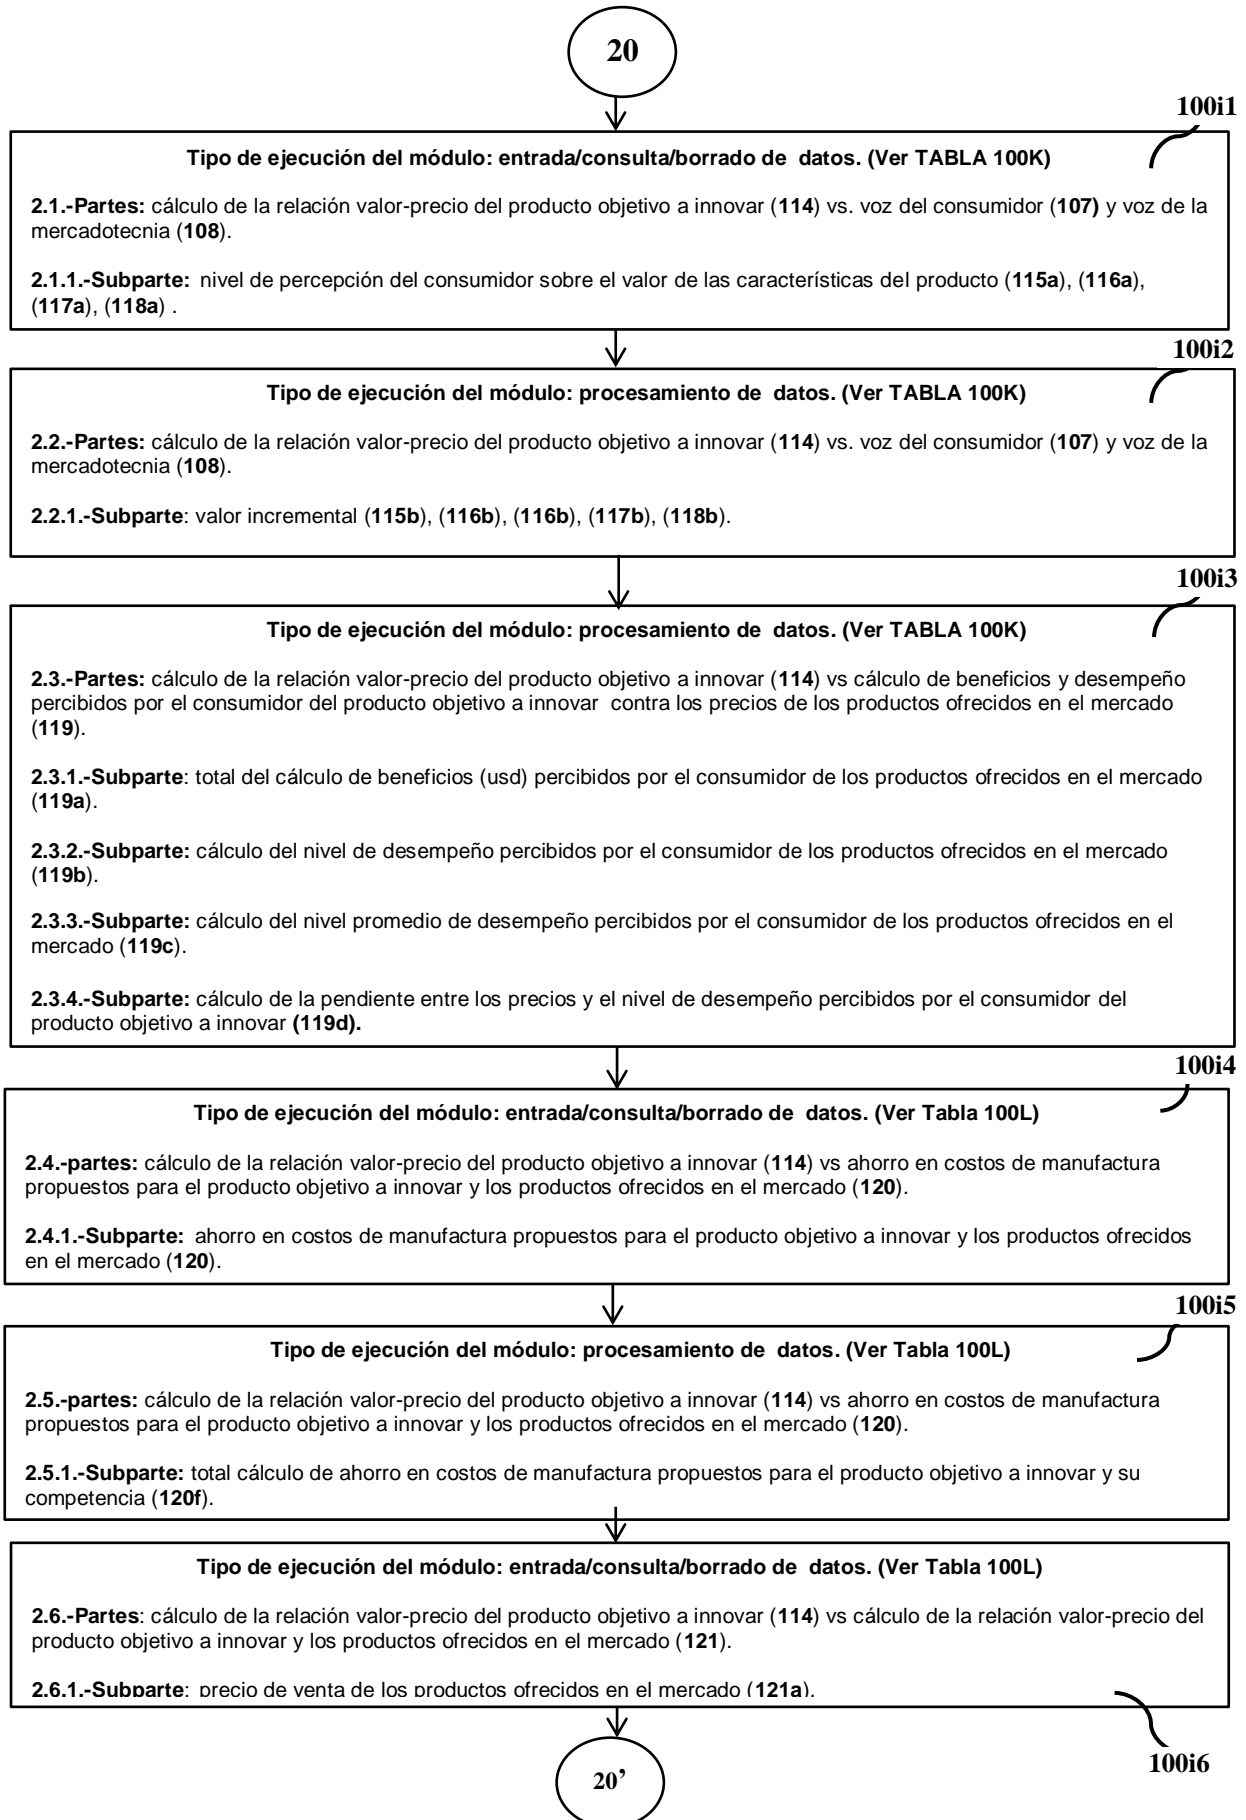 20
100i1
Tipo de ejecución del módulo: entrada/consulta/borrado de datos. (Ver TABLA 100K)
2.1.-Partes: cálculo de la relación valor-precio del producto objetivo a innovar (114) vs. voz del consumidor (107) y voz de la
mercadotecnia (108).
2.1.1.-Subparte: nivel de percepción del consumidor sobre el valor de las características del producto (115a), (116a),
(117a), (118a) .
100i2
Tipo de ejecución del módulo: procesamiento de datos. (Ver TABLA 100K)
2.2.-Partes: cálculo de la relación valor-precio del producto objetivo a innovar (114) vs. voz del consumidor (107) y voz de la
mercadotecnia (108).
2.2.1.-Subparte: valor incremental (115b), (116b), (116b), (117b), (118b).
100i3
Tipo de ejecución del módulo: procesamiento de datos. (Ver TABLA 100K)
2.3.-Partes: cálculo de la relación valor-precio del producto objetivo a innovar (114) vs cálculo de beneficios y desempeño
percibidos por el consumidor del producto objetivo a innovar contra los precios de los productos ofrecidos en el mercado
(119).
2.3.1.-Subparte: total del cálculo de beneficios (usd) percibidos por el consumidor de los productos ofrecidos en el mercado
(119a).
2.3.2.-Subparte: cálculo del nivel de desempeño percibidos por el consumidor de los productos ofrecidos en el mercado
(119b).
2.3.3.-Subparte: cálculo del nivel promedio de desempeño percibidos por el consumidor de los productos ofrecidos en el
mercado (119c).
2.3.4.-Subparte: cálculo de la pendiente entre los precios y el nivel de desempeño percibidos por el consumidor del
producto objetivo a innovar (119d).
100i4
Tipo de ejecución del módulo: entrada/consulta/borrado de datos. (Ver Tabla 100L)
2.4.-partes: cálculo de la relación valor-precio del producto objetivo a innovar (114) vs ahorro en costos de manufactura
propuestos para el producto objetivo a innovar y los productos ofrecidos en el mercado (120).
2.4.1.-Subparte: ahorro en costos de manufactura propuestos para el producto objetivo a innovar y los productos ofrecidos
en el mercado (120).
100i5
Tipo de ejecución del módulo: procesamiento de datos. (Ver Tabla 100L)
2.5.-partes: cálculo de la relación valor-precio del producto objetivo a innovar (114) vs ahorro en costos de manufactura
propuestos para el producto objetivo a innovar y los productos ofrecidos en el mercado (120).
2.5.1.-Subparte: total cálculo de ahorro en costos de manufactura propuestos para el producto objetivo a innovar y su
competencia (120f).
Tipo de ejecución del módulo: entrada/consulta/borrado de datos. (Ver Tabla 100L)
2.6.-Partes: cálculo de la relación valor-precio del producto objetivo a innovar (114) vs cálculo de la relación valor-precio del
producto objetivo a innovar y los productos ofrecidos en el mercado (121).
2.6.1.-Subparte: precio de venta de los productos ofrecidos en el mercado (121a).
100i6
20’